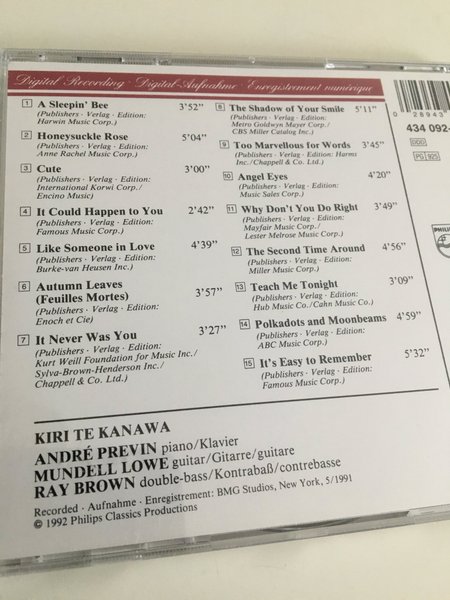 Digital Recording · Digital-Aufnahme · Enregistrement numérique
1 A Sleepin' Bee 3'52"
(Publishers · Verlag · Edition:
Harwin Music Corp.)
2 Honeysuckle Rose 5'04"
(Publishers · Verlag · Edition:
Anne Rachel Music Corp.)
3 Cute 3'00"
(Publishers · Verlag · Edition:
International Korwi Corp./
Encino Music)
4 It Could Happen to You 2'42"
(Publishers · Verlag · Edition:
Famous Music Corp.)
5 Like Someone in Love 4'39"
(Publishers · Verlag · Edition:
Burke-van Heusen Inc.)
6 Autumn Leaves
(Feuilles Mortes) 3'57"
(Publishers · Verlag · Edition:
Enoch et Cie)
7 It Never Was You 3'27"
(Publishers · Verlag · Edition:
Kurt Weill Foundation for Music Inc./
Sylva-Brown-Henderson Inc./
Chappell & Co. Ltd.)
8 The Shadow of Your Smile 5'11"
(Publishers · Verlag · Edition:
Metro Goldwyn Mayer Corp./
CBS Miller Catalog Inc.)
9 Too Marvellous for Words 3'45"
(Publishers · Verlag · Edition: Harms
Inc./Chappell & Co. Ltd.)
10 Angel Eyes 4'20"
(Publishers · Verlag · Edition:
Music Sales Corp.)
11 Why Don't You Do Right 3'49"
(Publishers · Verlag · Edition:
Mayfair Music Corp./
Lester Melrose Music Corp.)
12 The Second Time Around 4'56"
(Publishers · Verlag · Edition:
Miller Music Corp.)
13 Teach Me Tonight 3'09"
(Publishers · Verlag · Edition:
Hub Music Co./Cahn Music Co.)
14 Polkadots and Moonbeams 4'59"
(Publishers · Verlag · Edition:
ABC Music Corp.)
15 It's Easy to Remember 5'32"
(Publishers · Verlag · Edition:
Famous Music Corp.)
KIRI TE KANAWA
ANDRÉ PREVIN piano/Klavier
MUNDELL LOWE guitar/Gitarre/guitare
RAY BROWN double-bass/Kontrabaß/contrebasse
Recorded · Aufnahme · Enregistrement: BMG Studios, New York, 5/1991
© 1992 Philips Classics Productions
0 28943
434 092-
DDD
PG 925
PHILIPS